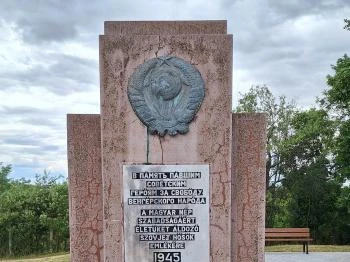 В ПАМЯТЬ ПАВШИМ
СОВЕТСКИМ
ГЕРОЯМ ЗА СВОБОДУ
ВЕНГЕРСКОГО НАРОДА
A MAGYAR NÉP
SZABADSÁGÁÉRT
ÉLETÜKET ÁLDOZÓ
SZOVJET HŐSÖK
EMLÉKÉRE
1945